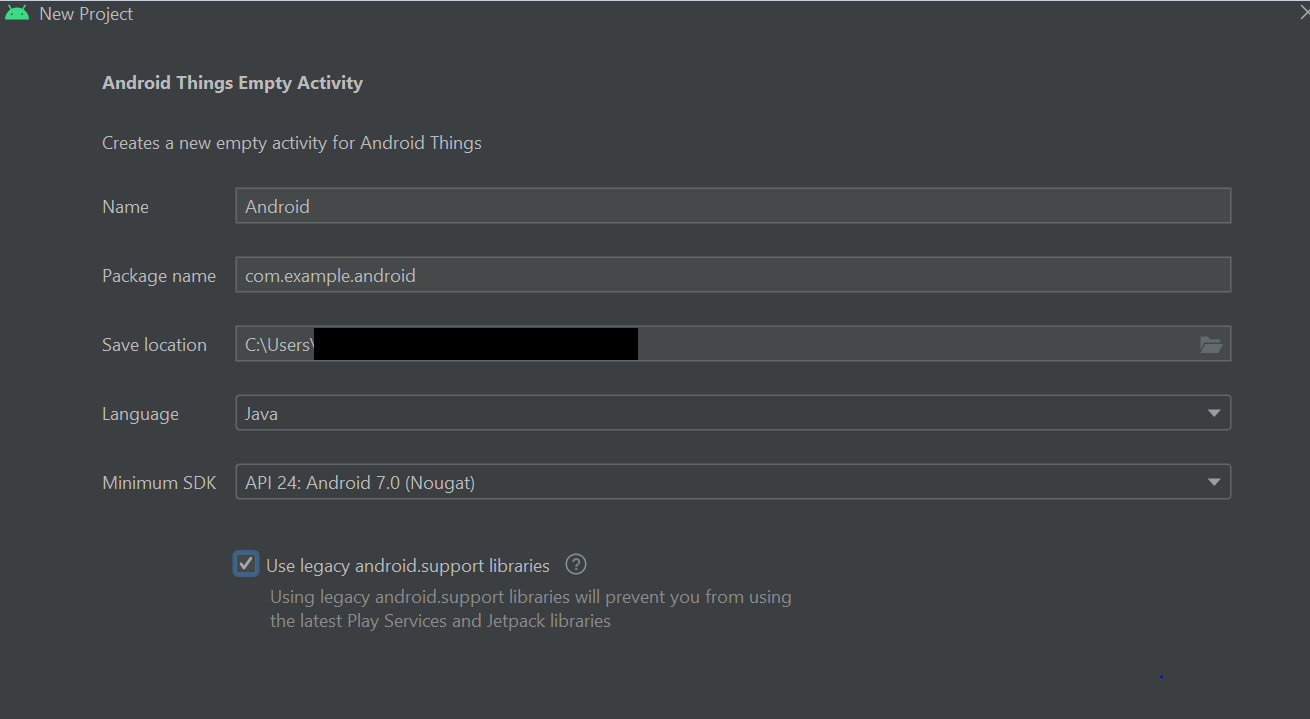 New Project
Android Things Empty Activity
Creates a new empty activity for Android Things
Name Android
Package name com.example.android
Save location C:\Users\
Language Java
Minimum SDK API 24: Android 7.0 (Nougat)
Use legacy android.support libraries ?
Using legacy android.support libraries will prevent you from using
the latest Play Services and Jetpack libraries